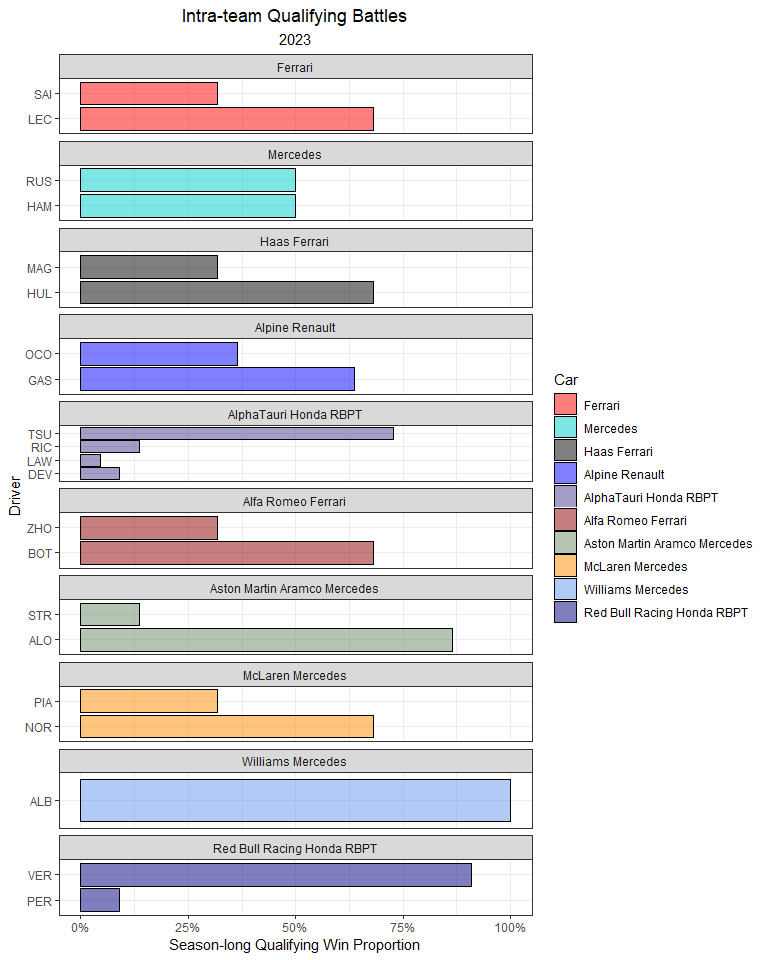 Intra-team Qualifying Battles
2023
Ferrari
SAI
LEC
Mercedes
RUS
HAM
Haas Ferrari
MAG
HUL
Alpine Renault
OCO
GAS
AlphaTauri Honda RBPT
TSU
RIC
LAW
DEV
Alfa Romeo Ferrari
ZHO
BOT
Aston Martin Aramco Mercedes
STR
ALO
McLaren Mercedes
PIA
NOR
Williams Mercedes
ALB
Red Bull Racing Honda RBPT
VER
PER
0% 25% 50% 75% 100%
Season-long Qualifying Win Proportion
Driver
Car
Ferrari
Mercedes
Haas Ferrari
Alpine Renault
AlphaTauri Honda RBPT
Alfa Romeo Ferrari
Aston Martin Aramco Mercedes
McLaren Mercedes
Williams Mercedes
Red Bull Racing Honda RBPT